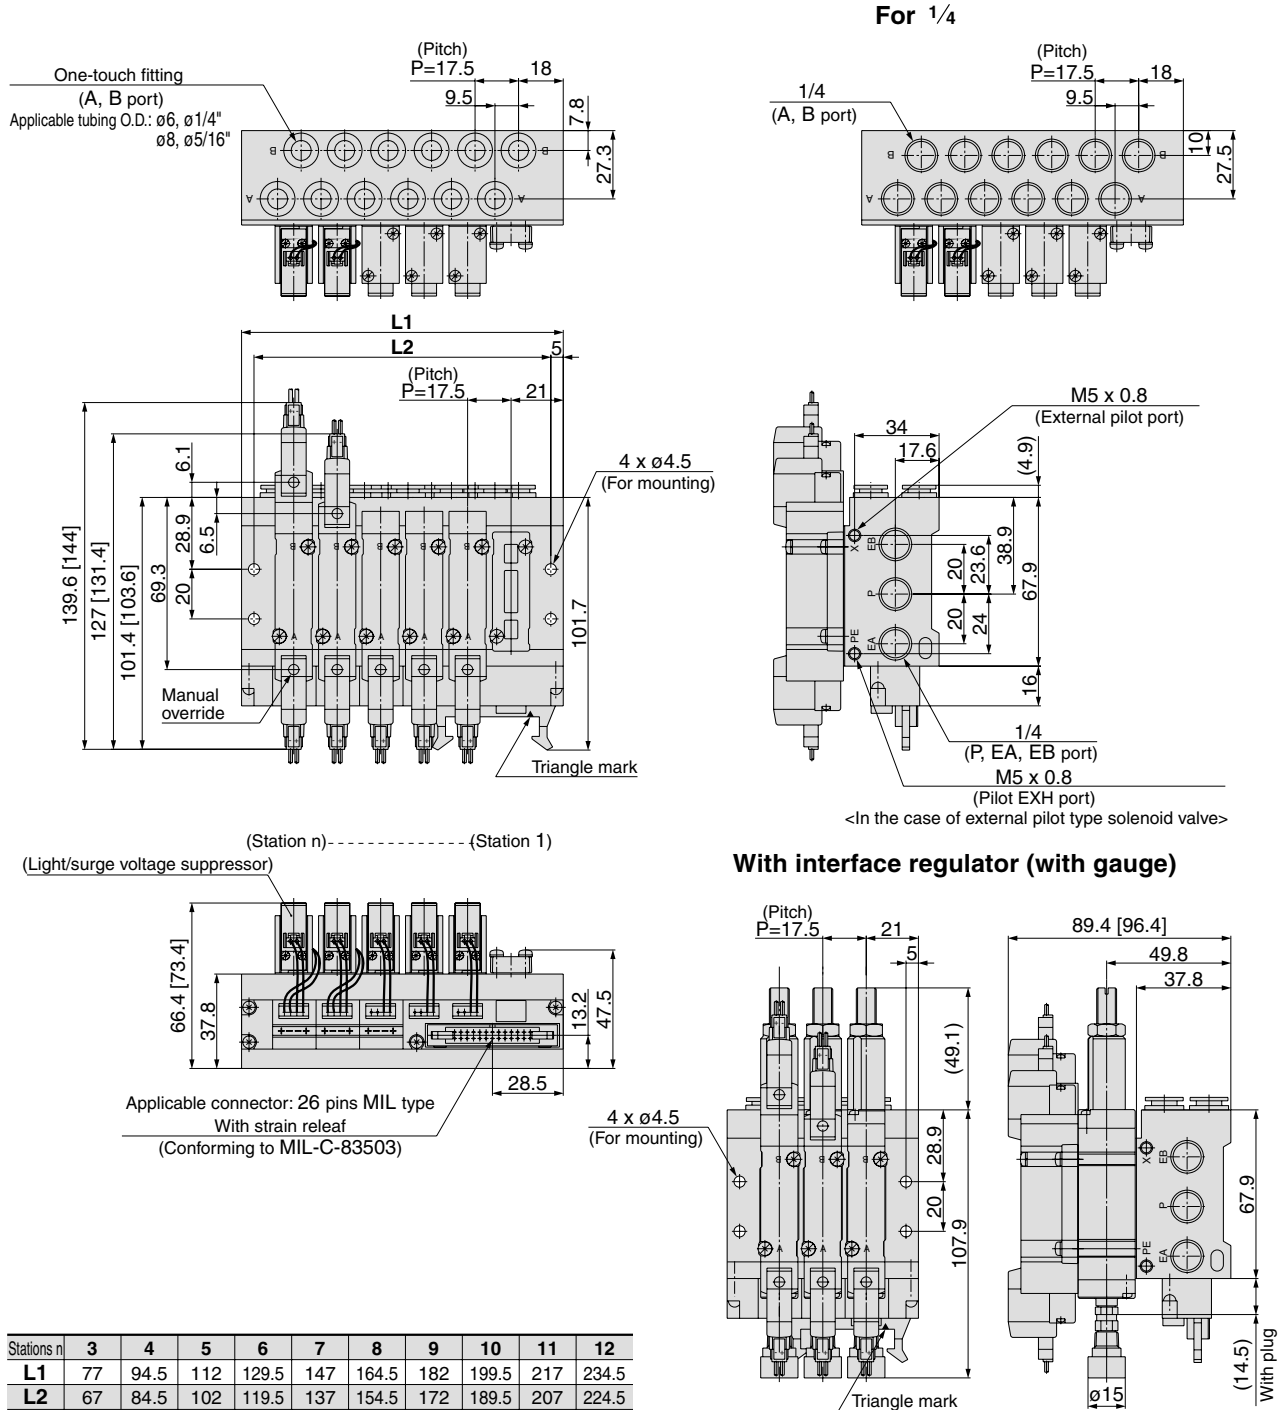 For 1/4
(Pitch)
P=17.5
18
9.5
7.8
27.3
One-touch fitting
(A, B port)
Applicable tubing O.D.: ø6, ø1/4"
ø8, ø5/16"
B
B
A
A
(Pitch)
P=17.5
18
9.5
10
27.5
1/4
(A, B port)
B
B
A
A
L1
L2
5
(Pitch)
P=17.5
21
4 x ø4.5
(For mounting)
139.6 [144]
127 [131.4]
101.4 [103.6]
69.3
28.9
20
6.1
6.5
101.7
B
B
B
B
B
A
A
A
A
A
Manual
override
Triangle mark
M5 x 0.8
(External pilot port)
34
17.6
(4.9)
X
EB
P
PE
EA
20
23.6
38.9
67.9
20
24
16
1/4
(P, EA, EB port)
M5 x 0.8
(Pilot EXH port)
<In the case of external pilot type solenoid valve>
(Station n)
(Station 1)
(Light/surge voltage suppressor)
66.4 [73.4]
37.8
13.2
47.5
28.5
Applicable connector: 26 pins MIL type
With strain releaf
(Conforming to MIL-C-83503)
With interface regulator (with gauge)
(Pitch)
P=17.5
21
5
4 x ø4.5
(For mounting)
(49.1)
28.9
20
107.9
B
B
B
A
A
A
Triangle mark
89.4 [96.4]
49.8
37.8
X
EB
P
PE
EA
67.9
(14.5)
With plug
ø15
Stations n 3 4 5 6 7 8 9 10 11 12
L1 77 94.5 112 129.5 147 164.5 182 199.5 217 234.5
L2 67 84.5 102 119.5 137 154.5 172 189.5 207 224.5